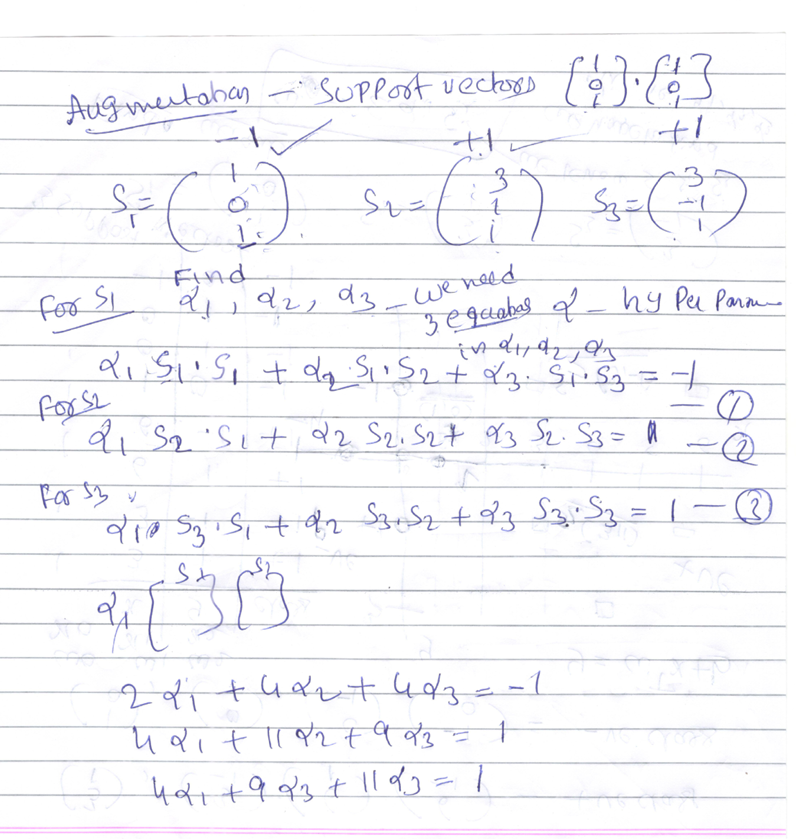 Augmentation — Support vectors [1 0 1] · [1 0 1]
-1 ✓ +1 ✓ +1
S1 = (1 0 1) S2 = (3 1 1) S3 = (3 -1 1)
Find
For S1 α1, α2, α3 – We need 3 equations in α1, α2, α3 α – hy per Param
α1 S1·S1 + α2 S1·S2 + α3 · S1·S3 = -1 — ①
For S2
α1 S2·S1 + α2 S2.S2 + α3 S2.S3 = 1 — ②
For S3
α1 S3·S1 + α2 S3.S2 + α3 S3·S3 = 1 — ③
α1 [ ] [ ]
2α1 + 4α2 + 4α3 = -1
4α1 + 11α2 + 9α3 = 1
4α1 + 9α3 + 11α3 = 1